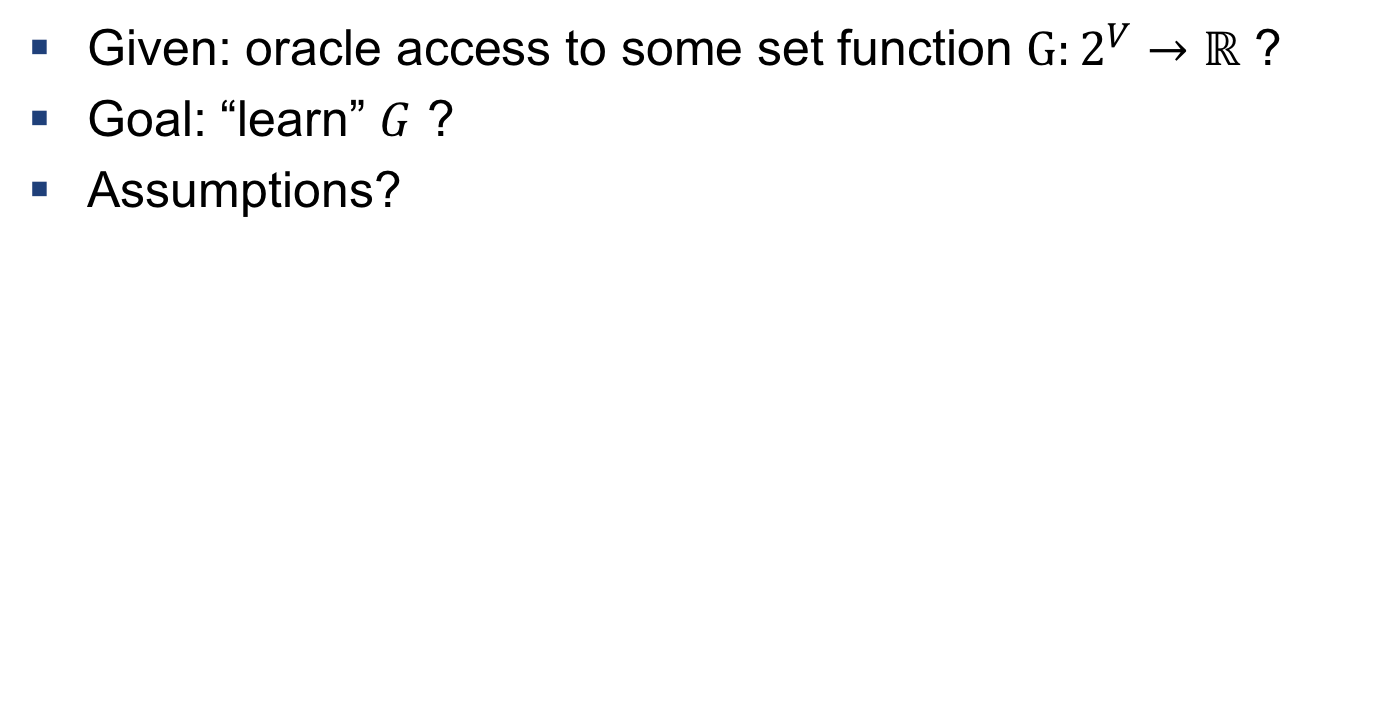 ▪ Given: oracle access to some set function G: 2^V → ℝ ?
▪ Goal: “learn” G ?
▪ Assumptions?